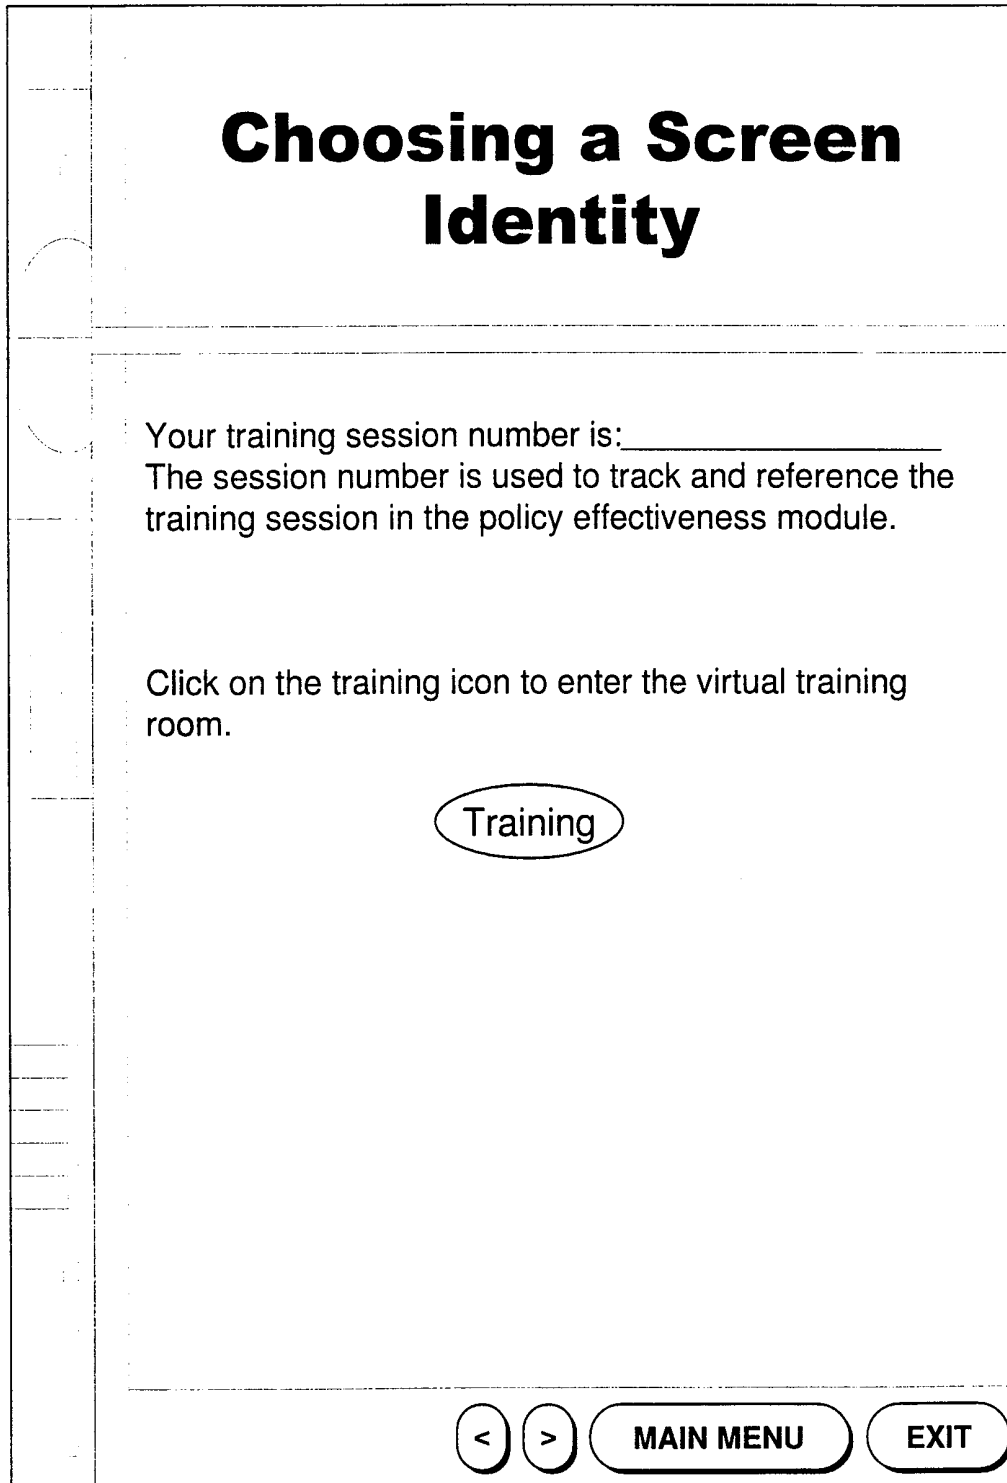 Choosing a Screen
Identity
Your training session number is:__________________
The session number is used to track and reference the
training session in the policy effectiveness module.
Click on the training icon to enter the virtual training
room.
Training
< > MAIN MENU EXIT